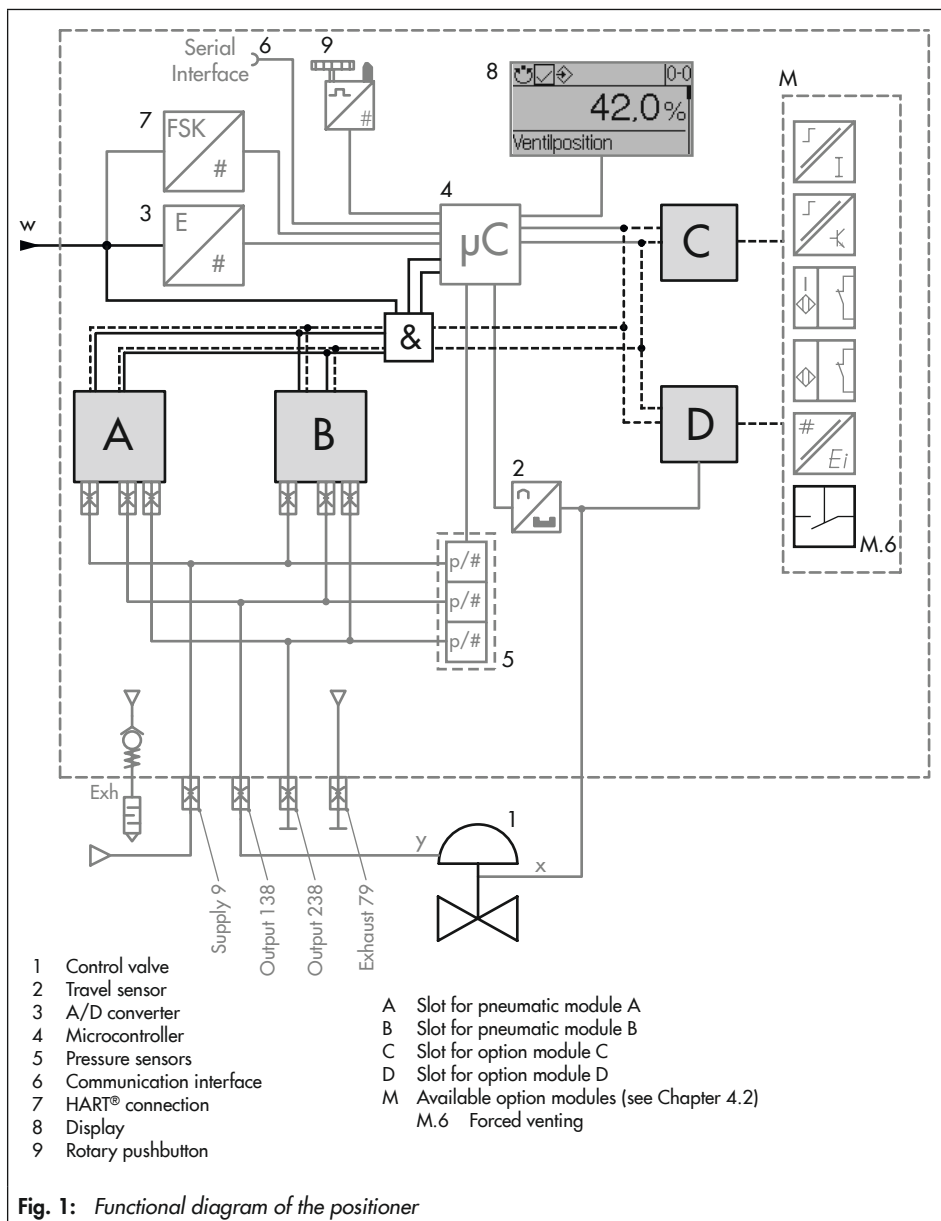 Serial
Interface
6
9
#
8
|0-0
42,0%
Ventilposition
M
7
FSK
#
4
I
3
E
#
w
µC
C
K
&
A
B
D
#
Ei
2
M.6
p/#
p/#
p/#
5
Exh
1
y
x
Supply 9
Output 138
Output 238
Exhaust 79
1 Control valve
2 Travel sensor
3 A/D converter
4 Microcontroller
5 Pressure sensors
6 Communication interface
7 HART® connection
8 Display
9 Rotary pushbutton
A Slot for pneumatic module A
B Slot for pneumatic module B
C Slot for option module C
D Slot for option module D
M Available option modules (see Chapter 4.2)
M.6 Forced venting
Fig. 1: Functional diagram of the positioner